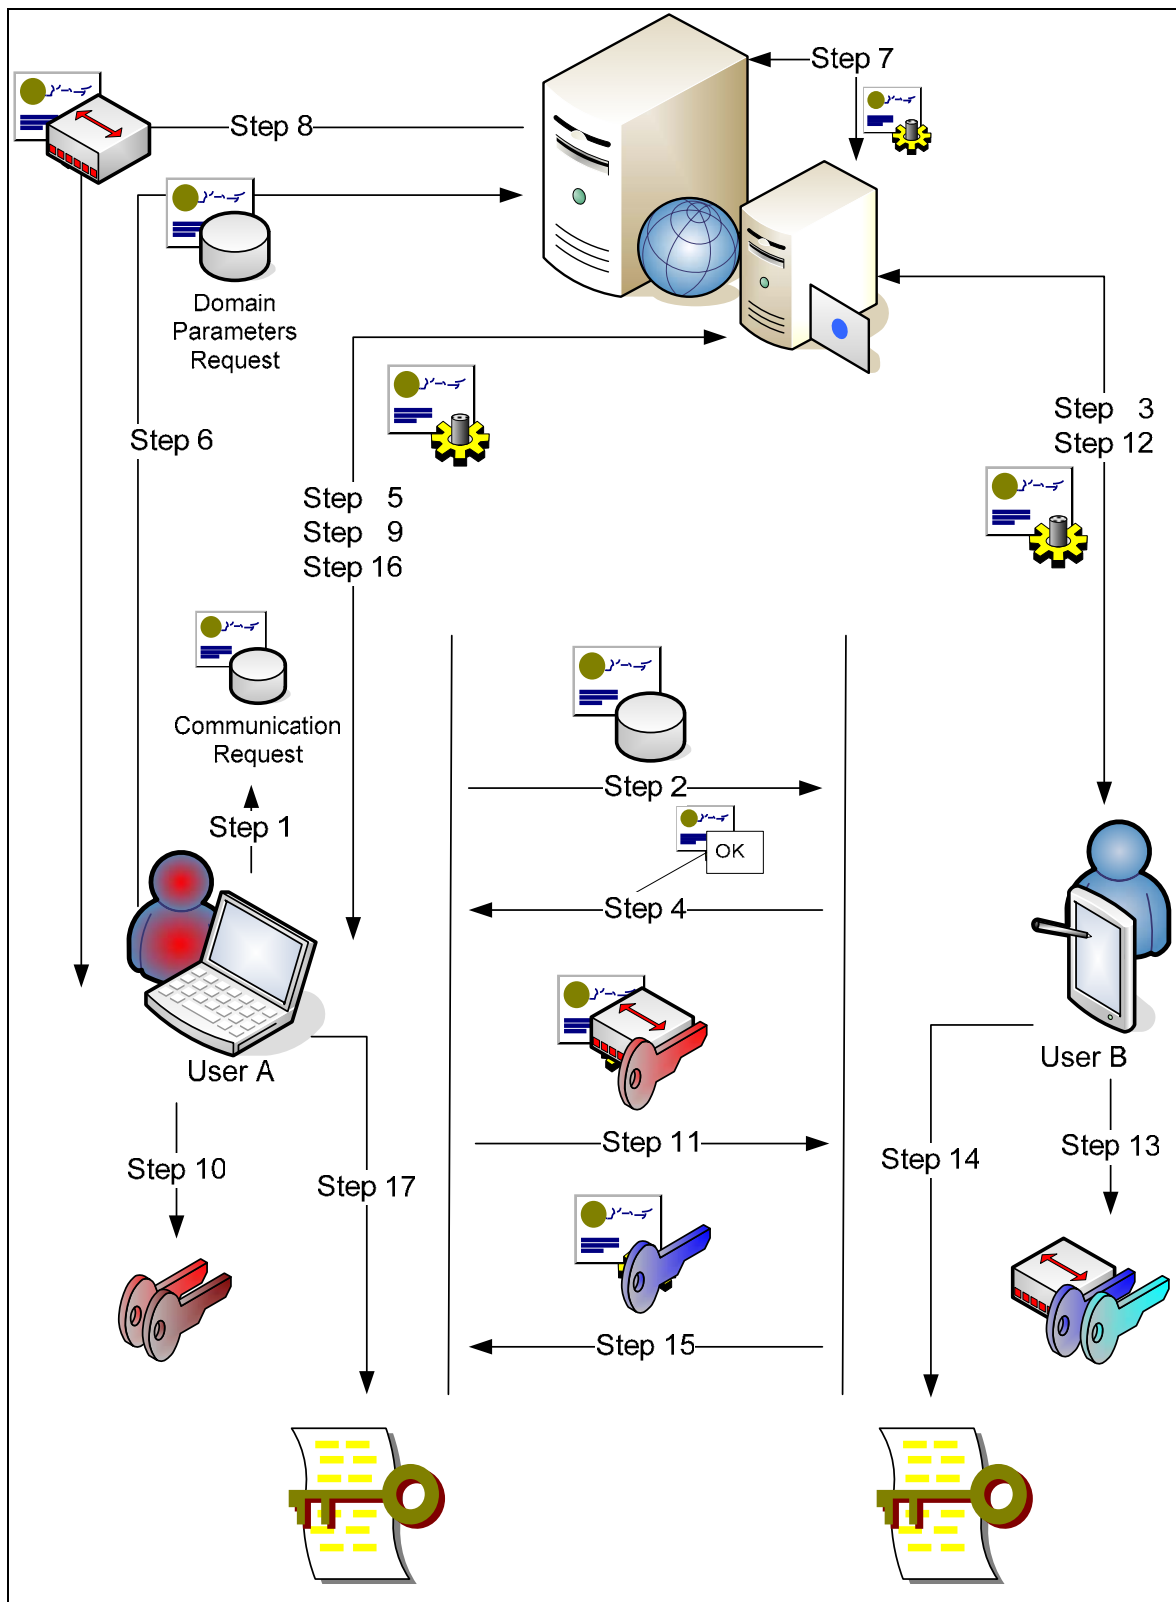 Step 7
Step 8
Domain
Parameters
Request
Step 6
Step 3
Step 12
Step 5
Step 9
Step 16
Communication
Request
Step 1
Step 2
OK
Step 4
User A
User B
Step 11
Step 10
Step 17
Step 14
Step 13
Step 15